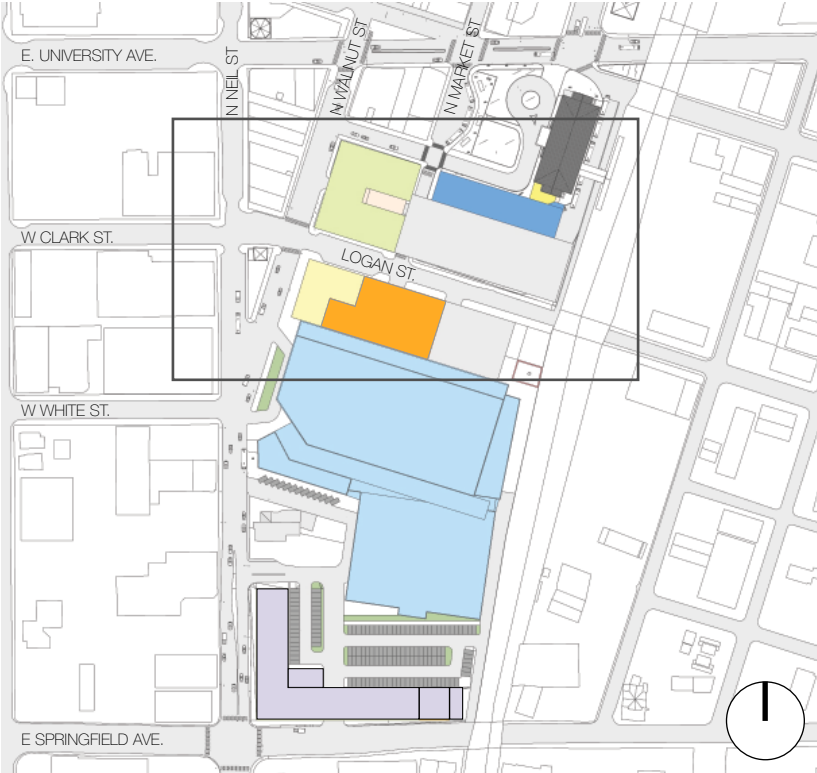 E. UNIVERSITY AVE.
N NEIL ST
N WALNUT ST
N MARKET ST
W CLARK ST.
LOGAN ST.
W WHITE ST.
E SPRINGFIELD AVE.